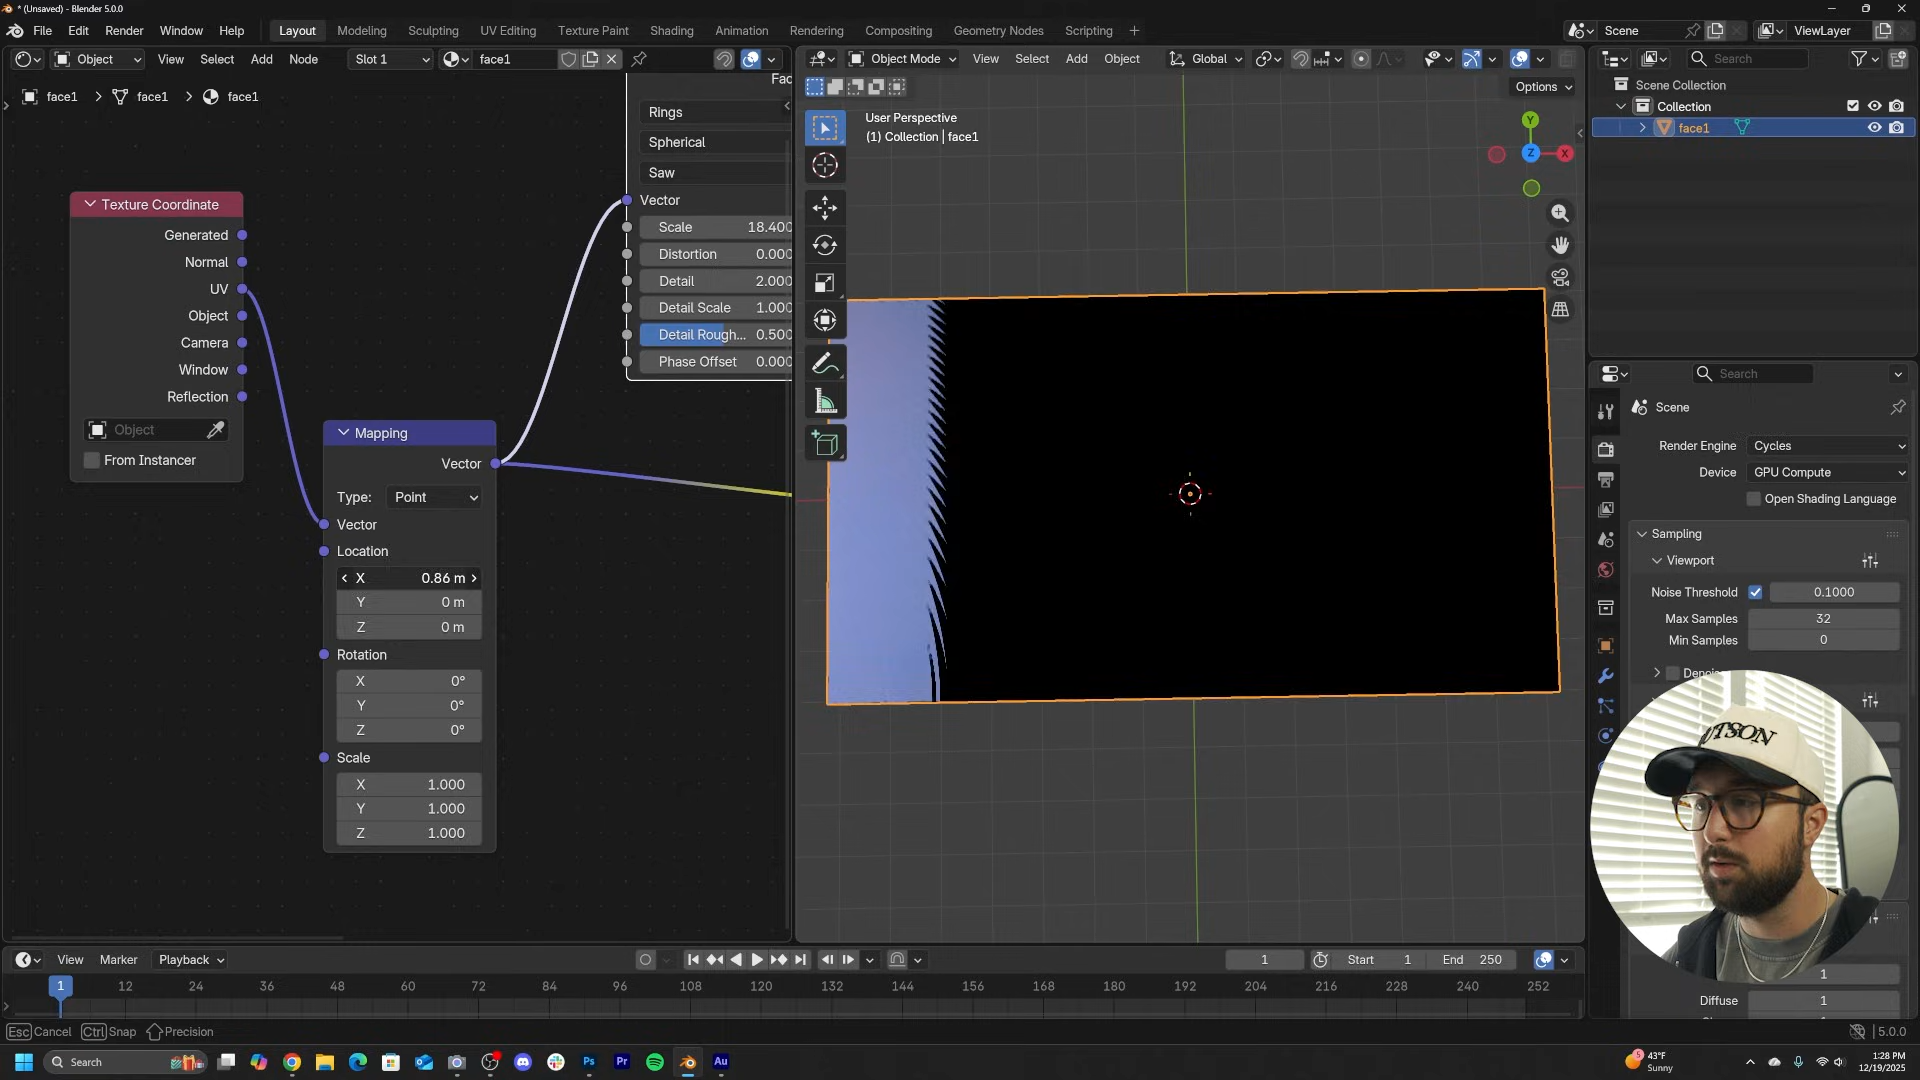 * (Unsaved) - Blender 5.0.0
File Edit Render Window Help Layout Modeling Sculpting UV Editing Texture Paint Shading Animation Rendering Compositing Geometry Nodes Scripting + Scene ViewLayer
Object View Select Add Node Slot 1 face1 Object Mode View Select Add Object Global Search
Options
face1 > face1 > face1
Scene Collection
Collection
face1
User Perspective
(1) Collection | face1
Y
Z
X
Fac
Rings
Spherical
Saw
Vector
Scale 18.400
Distortion 0.000
Detail 2.000
Detail Scale 1.000
Detail Rough... 0.500
Phase Offset 0.000
Texture Coordinate
Generated
Normal
UV
Object
Camera
Window
Reflection
Object
From Instancer
Mapping
Vector
Type: Point
Vector
Location
X 0.86 m
Y 0 m
Z 0 m
Rotation
X 0°
Y 0°
Z 0°
Scale
X 1.000
Y 1.000
Z 1.000
Search
Scene
Render Engine Cycles
Device GPU Compute
Open Shading Language
Sampling
Viewport
Noise Threshold 0.1000
Max Samples 32
Min Samples 0
1
Diffuse 1
View Marker Playback 1 Start 1 End 250
1 12 24 36 48 60 72 84 96 108 120 132 144 156 168 180 192 204 216 228 240 252
Esc Cancel Ctrl Snap Precision 5.0.0
Search Ps Pr Au
5 43°F
Sunny
1:28 PM
12/19/2025